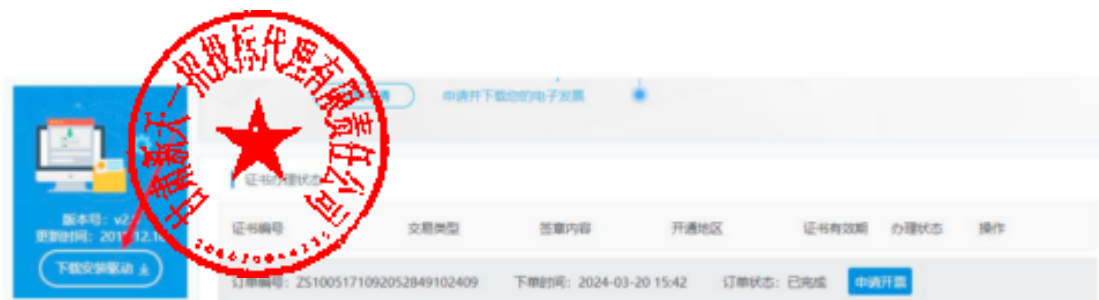 甘肃天一招投标代理有限责任公司
申请并下载您的电子发票
证书办理状态
版本号：v2.
更新时间：201 12.1
下载安装驱动
证书编号 交易类型 签章内容 开通地区 证书有效期 办理状态 操作
订单编号：ZS1005171092052849102409 下单时间：2024-03-20 15:42 订单状态：已完成 申请开票